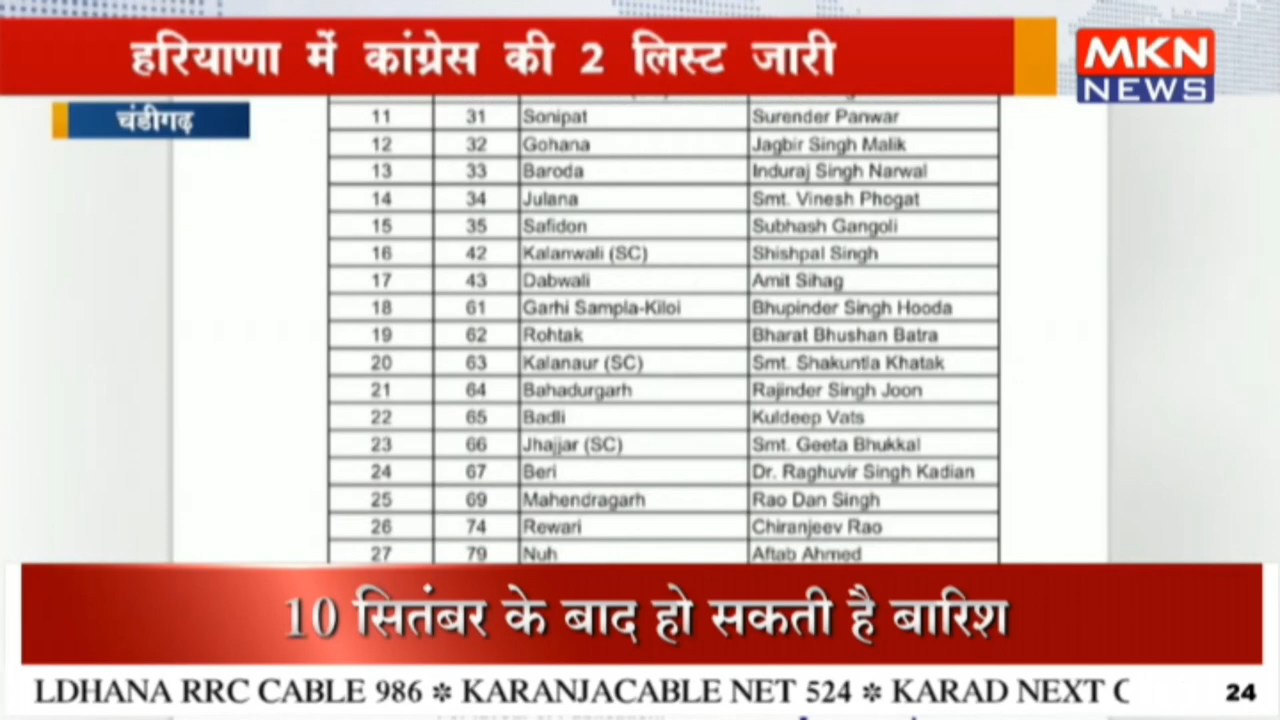 हरियाणा में कांग्रेस की 2 लिस्ट जारी
MKN
NEWS
चंडीगढ़
11 31 Sonipat Surender Panwar
12 32 Gohana Jagbir Singh Malik
13 33 Baroda Induraj Singh Narwal
14 34 Julana Smt. Vinesh Phogat
15 35 Safidon Subhash Gangoli
16 42 Kalanwali (SC) Shishpal Singh
17 43 Dabwali Amit Sihag
18 61 Garhi Sampla-Kiloi Bhupinder Singh Hooda
19 62 Rohtak Bharat Bhushan Batra
20 63 Kalanaur (SC) Smt. Shakuntla Khatak
21 64 Bahadurgarh Rajinder Singh Joon
22 65 Badli Kuldeep Vats
23 66 Jhajjar (SC) Smt. Geeta Bhukkal
24 67 Beri Dr. Raghuvir Singh Kadian
25 69 Mahendragarh Rao Dan Singh
26 74 Rewari Chiranjeev Rao
27 79 Nuh Aftab Ahmed
10 सितंबर के बाद हो सकती है बारिश
LDHANA RRC CABLE 986 ✲ KARANJACABLE NET 524 ✲ KARAD NEXT C
24